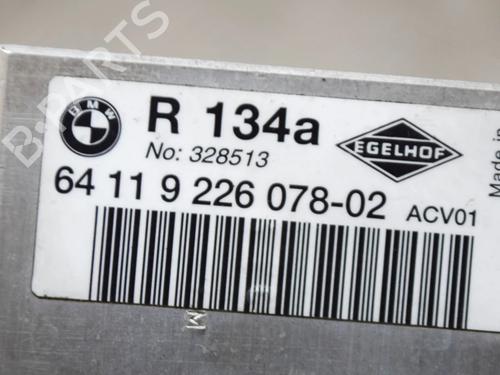 BMW
R 134a
No: 328513
EGELHOF
64 11 9 226 078-02 ACV01
Made in
M
B-PARTS